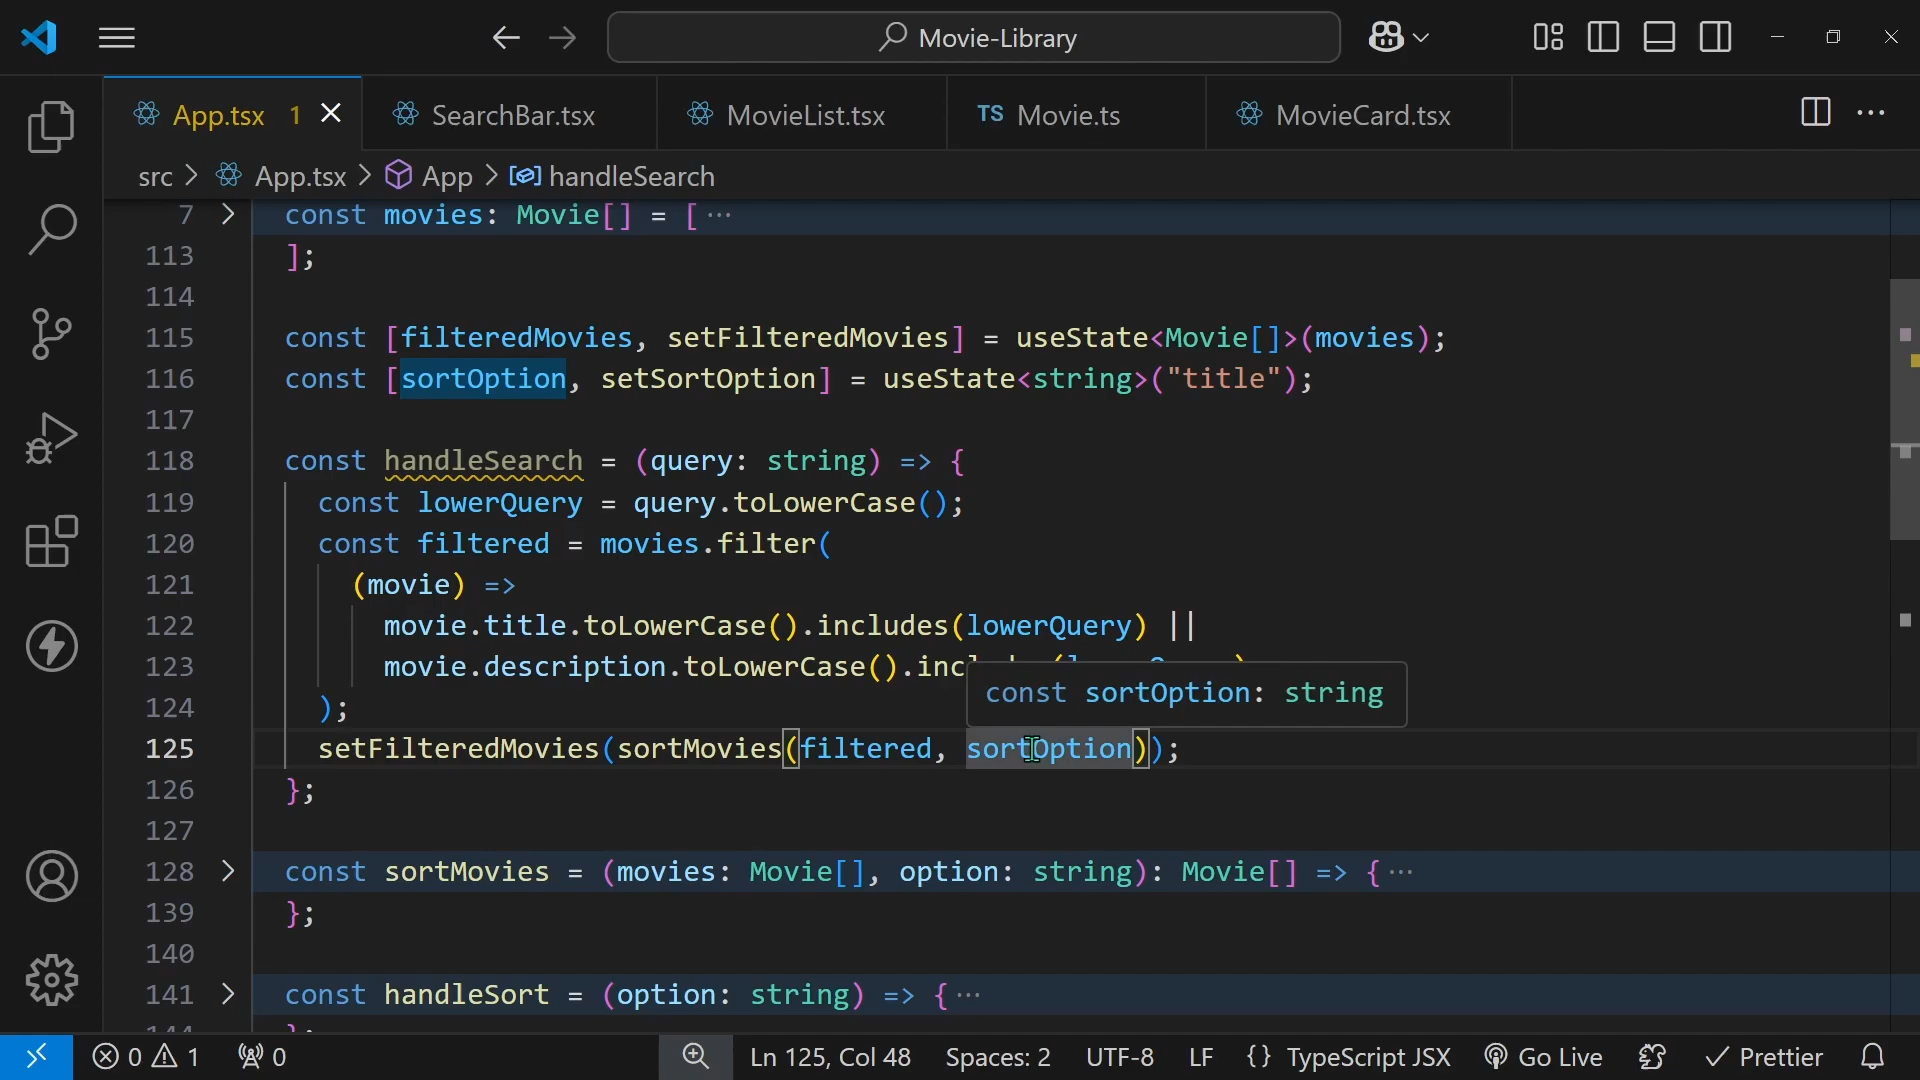 Movie-Library
App.tsx 1 SearchBar.tsx MovieList.tsx TS Movie.ts MovieCard.tsx
src > App.tsx > App > handleSearch
7 const movies: Movie[] = [ ···
113 ];
114
115 const [filteredMovies, setFilteredMovies] = useState<Movie[]>(movies);
116 const [sortOption, setSortOption] = useState<string>("title");
117
118 const handleSearch = (query: string) => {
119 const lowerQuery = query.toLowerCase();
120 const filtered = movies.filter(
121 (movie) =>
122 movie.title.toLowerCase().includes(lowerQuery) ||
123 movie.description.toLowerCase().inc
const sortOption: string
124 );
125 setFilteredMovies(sortMovies(filtered, sortOption));
126 };
127
128 const sortMovies = (movies: Movie[], option: string): Movie[] => { ···
139 };
140
141 const handleSort = (option: string) => { ···
0 1 0 Ln 125, Col 48 Spaces: 2 UTF-8 LF {} TypeScript JSX Go Live Prettier